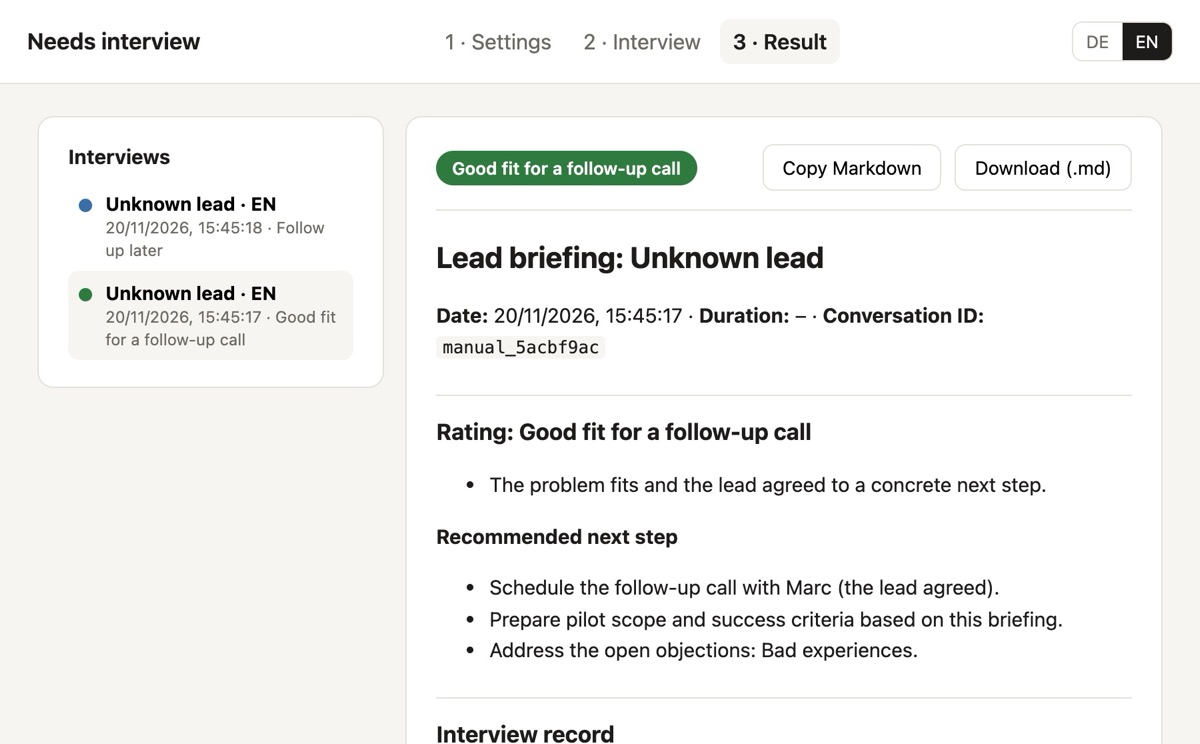 Needs interview
1 · Settings
2 · Interview
3 · Result
DE
EN
Interviews
Unknown lead · EN
20/11/2026, 15:45:18 · Follow
up later
Unknown lead · EN
20/11/2026, 15:45:17 · Good fit
for a follow-up call
Good fit for a follow-up call
Copy Markdown
Download (.md)
Lead briefing: Unknown lead
Date: 20/11/2026, 15:45:17 · Duration: – · Conversation ID:
manual_5acbf9ac
Rating: Good fit for a follow-up call
• The problem fits and the lead agreed to a concrete next step.
Recommended next step
• Schedule the follow-up call with Marc (the lead agreed).
• Prepare pilot scope and success criteria based on this briefing.
• Address the open objections: Bad experiences.
Interview record